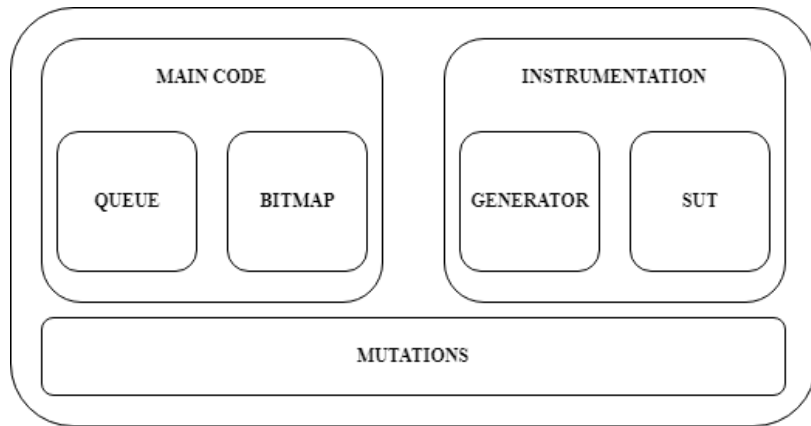 MAIN CODE
INSTRUMENTATION
QUEUE
BITMAP
GENERATOR
SUT
MUTATIONS